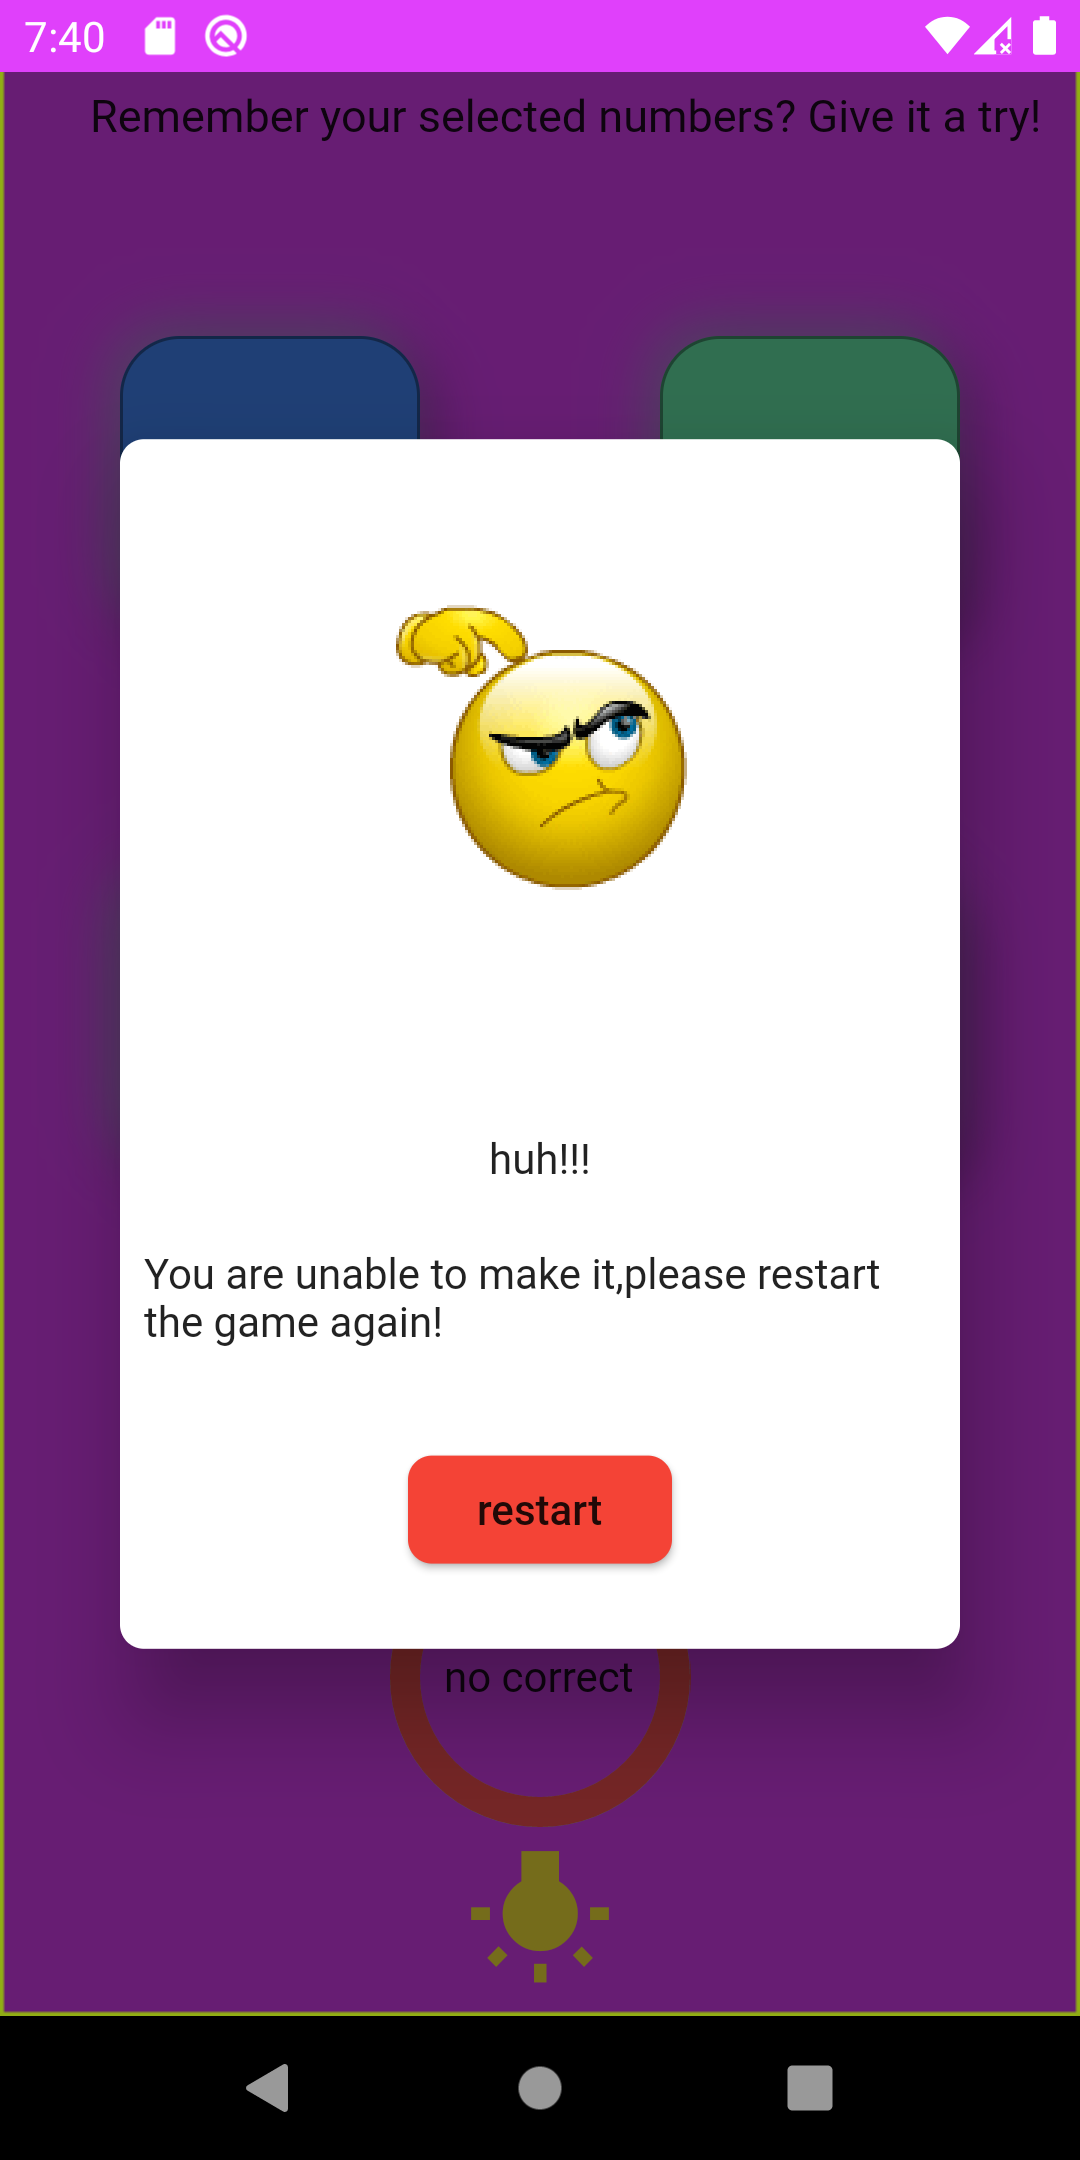 7:40
Remember your selected numbers? Give it a try!
huh!!!
You are unable to make it,please restart
the game again!
restart
no correct